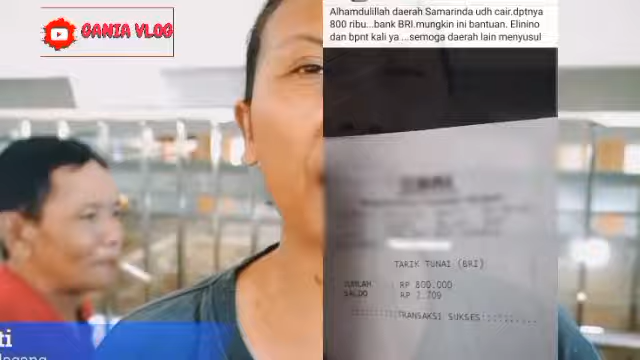 GANIA VLOG
Alhamdulillah daerah Samarinda udh cair.dptnya
800 ribu...bank BRI.mungkin ini bantuan. Elinino
dan bpnt kali ya ...semoga daerah lain menyusul
TARIK TUNAI (BRI)
JUMLAH : RP 800.000
SALDO RP 2.709
TRANSAKSI SUKSES
ti